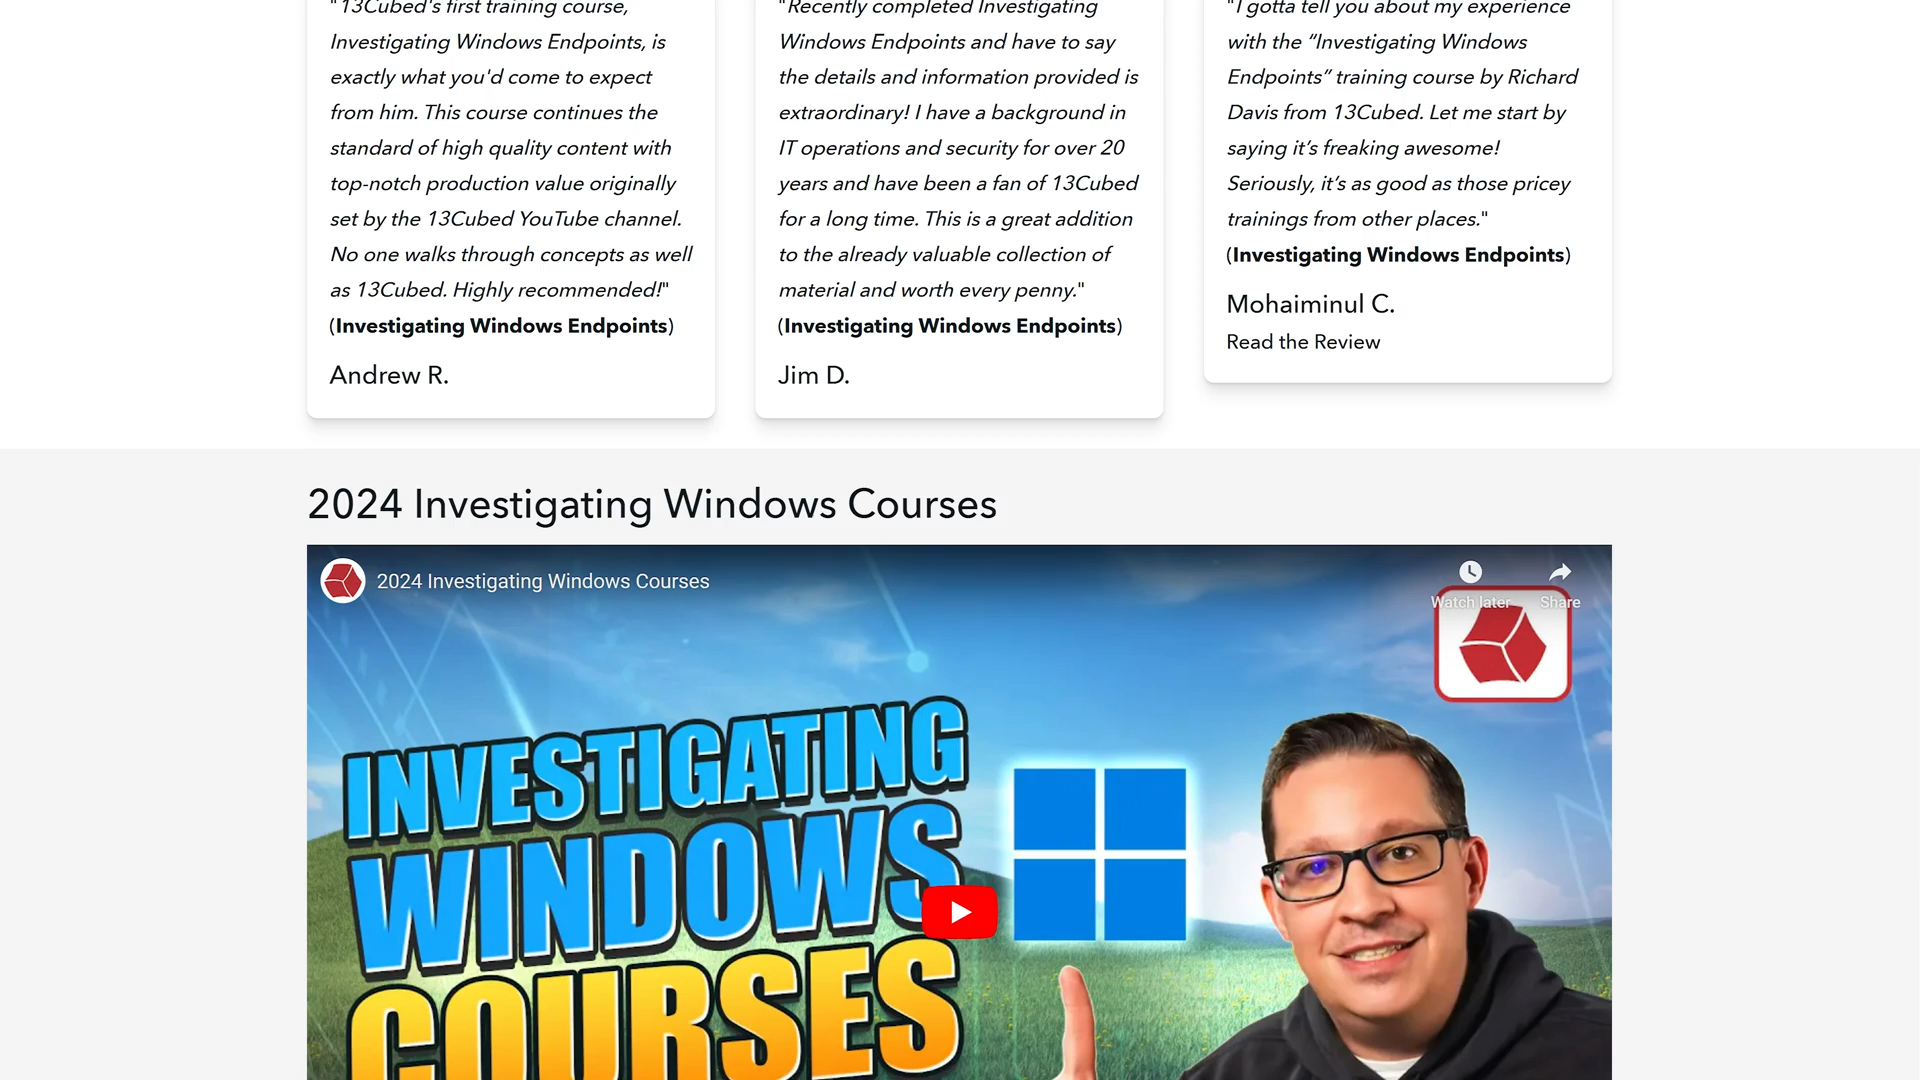 "13Cubed's first training course,
Investigating Windows Endpoints, is
exactly what you'd come to expect
from him. This course continues the
standard of high quality content with
top-notch production value originally
set by the 13Cubed YouTube channel.
No one walks through concepts as well
as 13Cubed. Highly recommended!"
(Investigating Windows Endpoints)
Andrew R.
"Recently completed Investigating
Windows Endpoints and have to say
the details and information provided is
extraordinary! I have a background in
IT operations and security for over 20
years and have been a fan of 13Cubed
for a long time. This is a great addition
to the already valuable collection of
material and worth every penny."
(Investigating Windows Endpoints)
Jim D.
"I gotta tell you about my experience
with the “Investigating Windows
Endpoints” training course by Richard
Davis from 13Cubed. Let me start by
saying it’s freaking awesome!
Seriously, it’s as good as those pricey
trainings from other places."
(Investigating Windows Endpoints)
Mohaiminul C.
Read the Review
2024 Investigating Windows Courses
2024 Investigating Windows Courses
Watch later
Share
INVESTIGATING
WINDOWS
COURSES